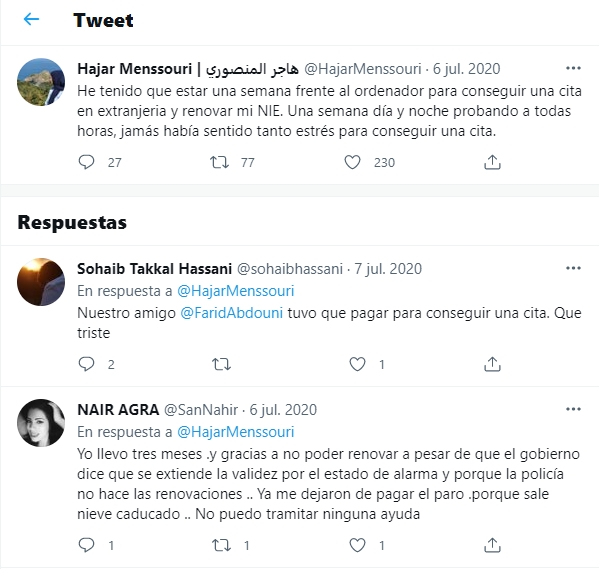 Tweet
Hajar Menssouri | هاجر المنصوري @HajarMenssouri · 6 jul. 2020
He tenido que estar una semana frente al ordenador para conseguir una cita
en extranjeria y renovar mi NIE. Una semana día y noche probando a todas
horas, jamás había sentido tanto estrés para conseguir una cita.
27 77 230
Respuestas
Sohaib Takkal Hassani @sohaibhassani · 7 jul. 2020
En respuesta a @HajarMenssouri
Nuestro amigo @FaridAbdouni tuvo que pagar para conseguir una cita. Que
triste
2 1
NAIR AGRA @SanNahir · 6 jul. 2020
En respuesta a @HajarMenssouri
Yo llevo tres meses .y gracias a no poder renovar a pesar de que el gobierno
dice que se extiende la validez por el estado de alarma y porque la policía
no hace las renovaciones .. Ya me dejaron de pagar el paro .porque sale
nieve caducado .. No puedo tramitar ninguna ayuda
1 1 1